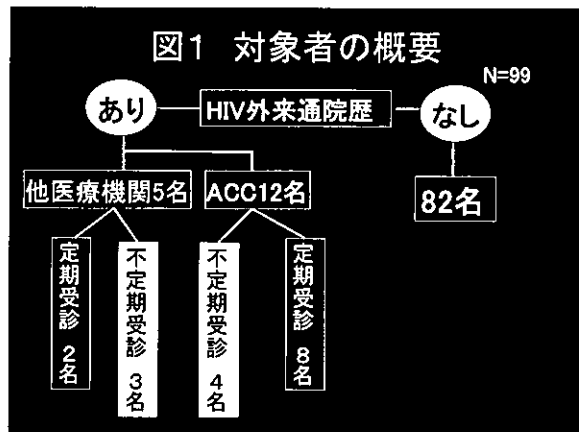 図1 対象者の概要
N=99
あり
HIV外来通院歴
なし
他医療機関5名
ACC12名
82名
定期受診 2名
不定期受診 3名
不定期受診 4名
定期受診 8名